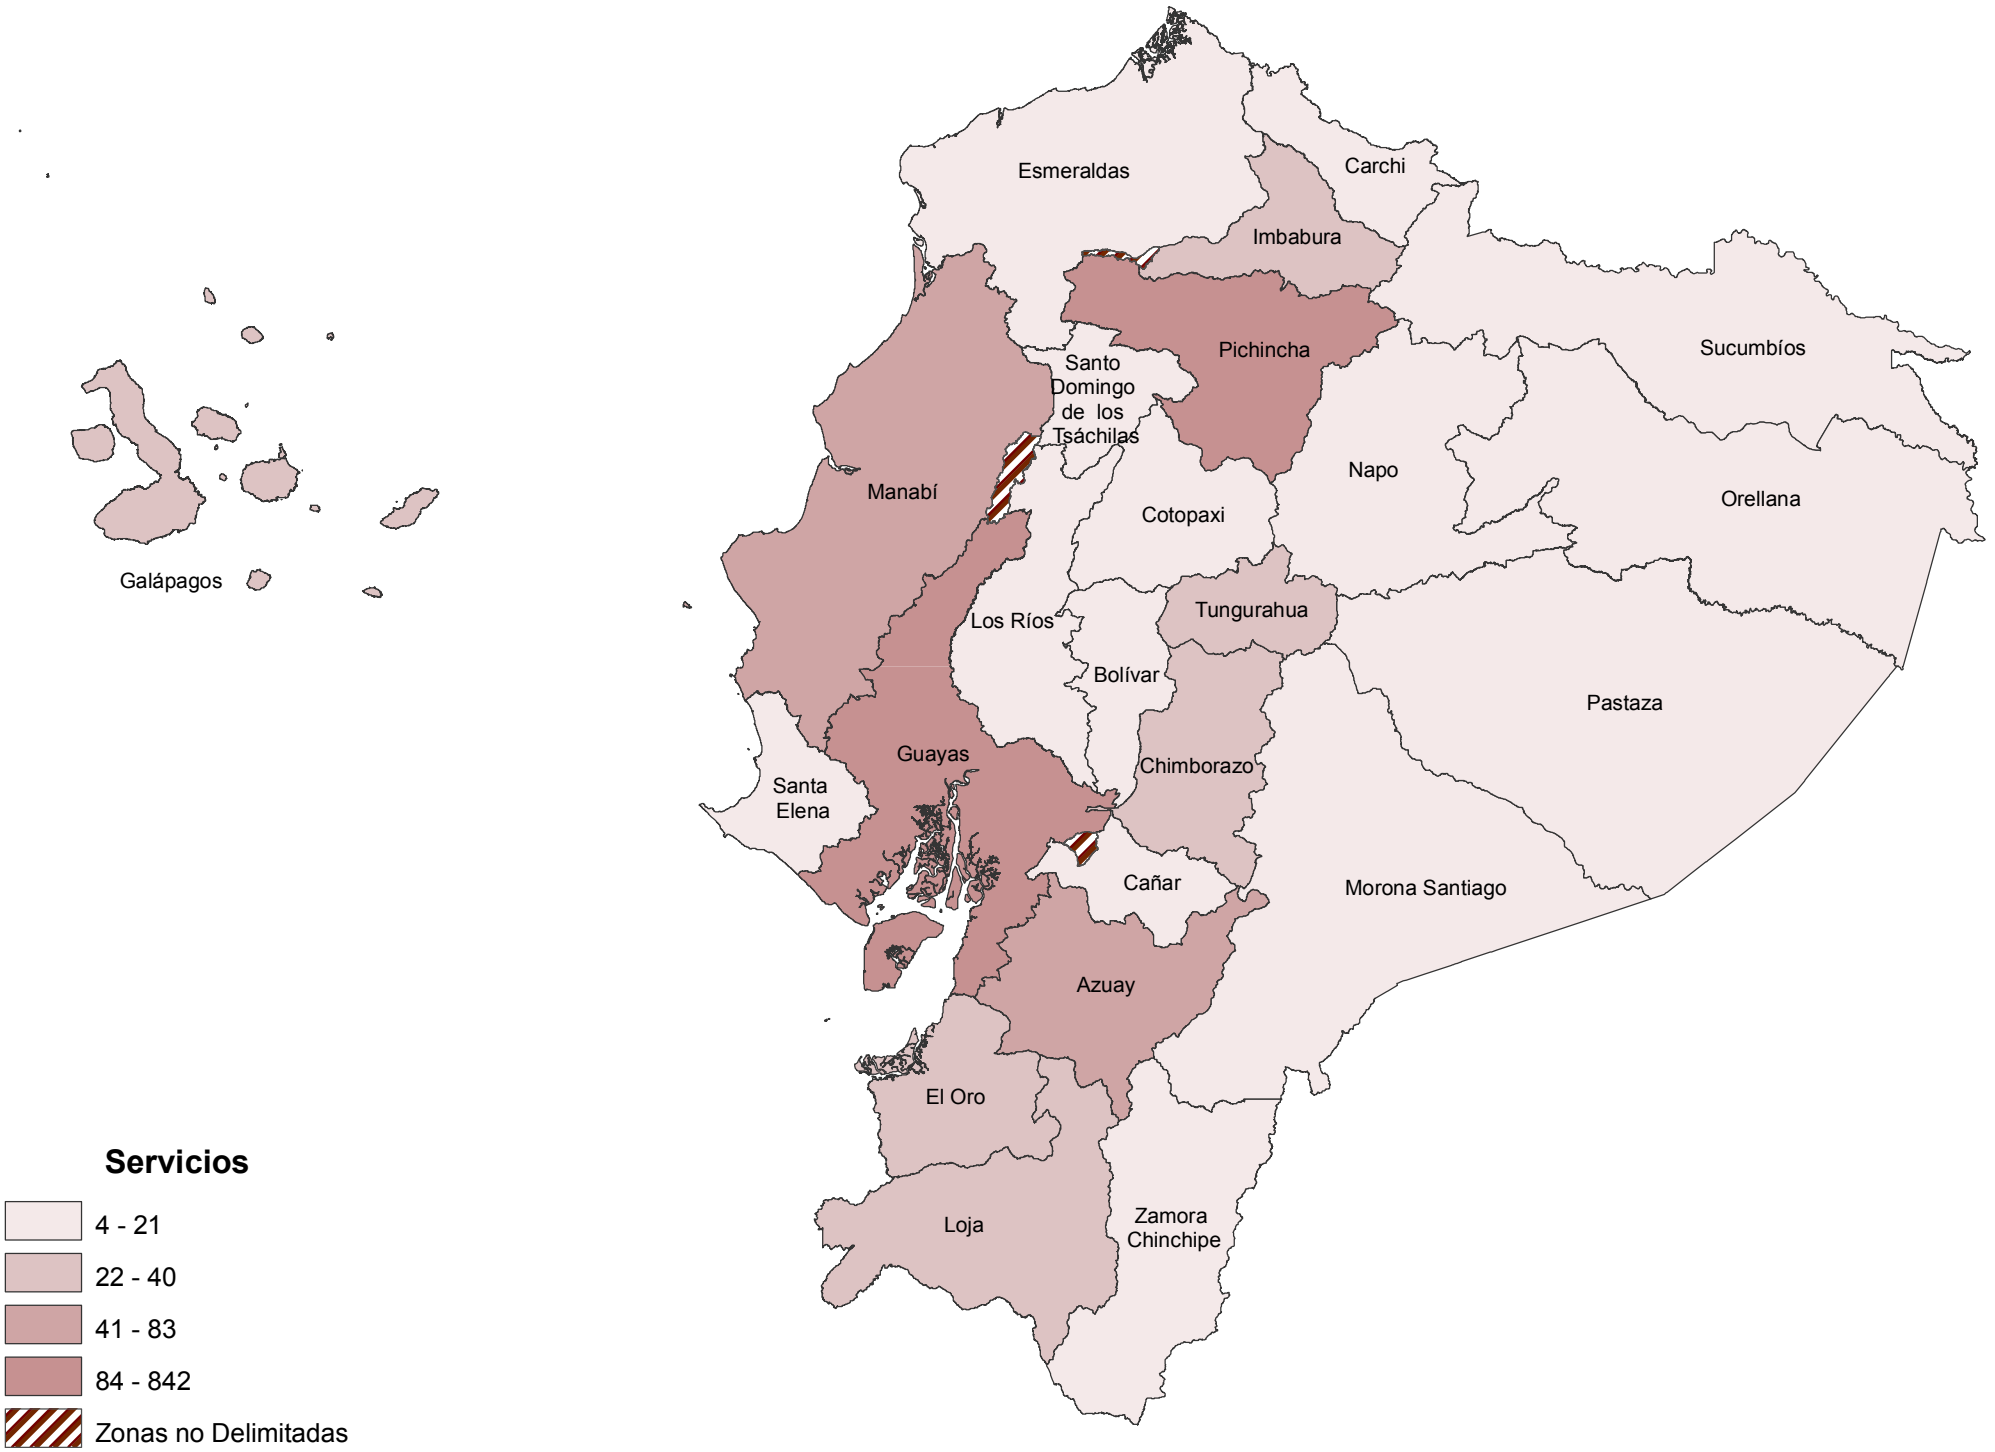 Esmeraldas
Carchi
Imbabura
Pichincha
Sucumbíos
Santo
Domingo
de los
Tsáchilas
Napo
Manabí
Orellana
Cotopaxi
Galápagos
Tungurahua
Los Ríos
Bolívar
Pastaza
Guayas
Chimborazo
Santa
Elena
Cañar
Morona Santiago
Azuay
El Oro
Loja
Zamora
Chinchipe
Servicios
4 - 21
22 - 40
41 - 83
84 - 842
Zonas no Delimitadas